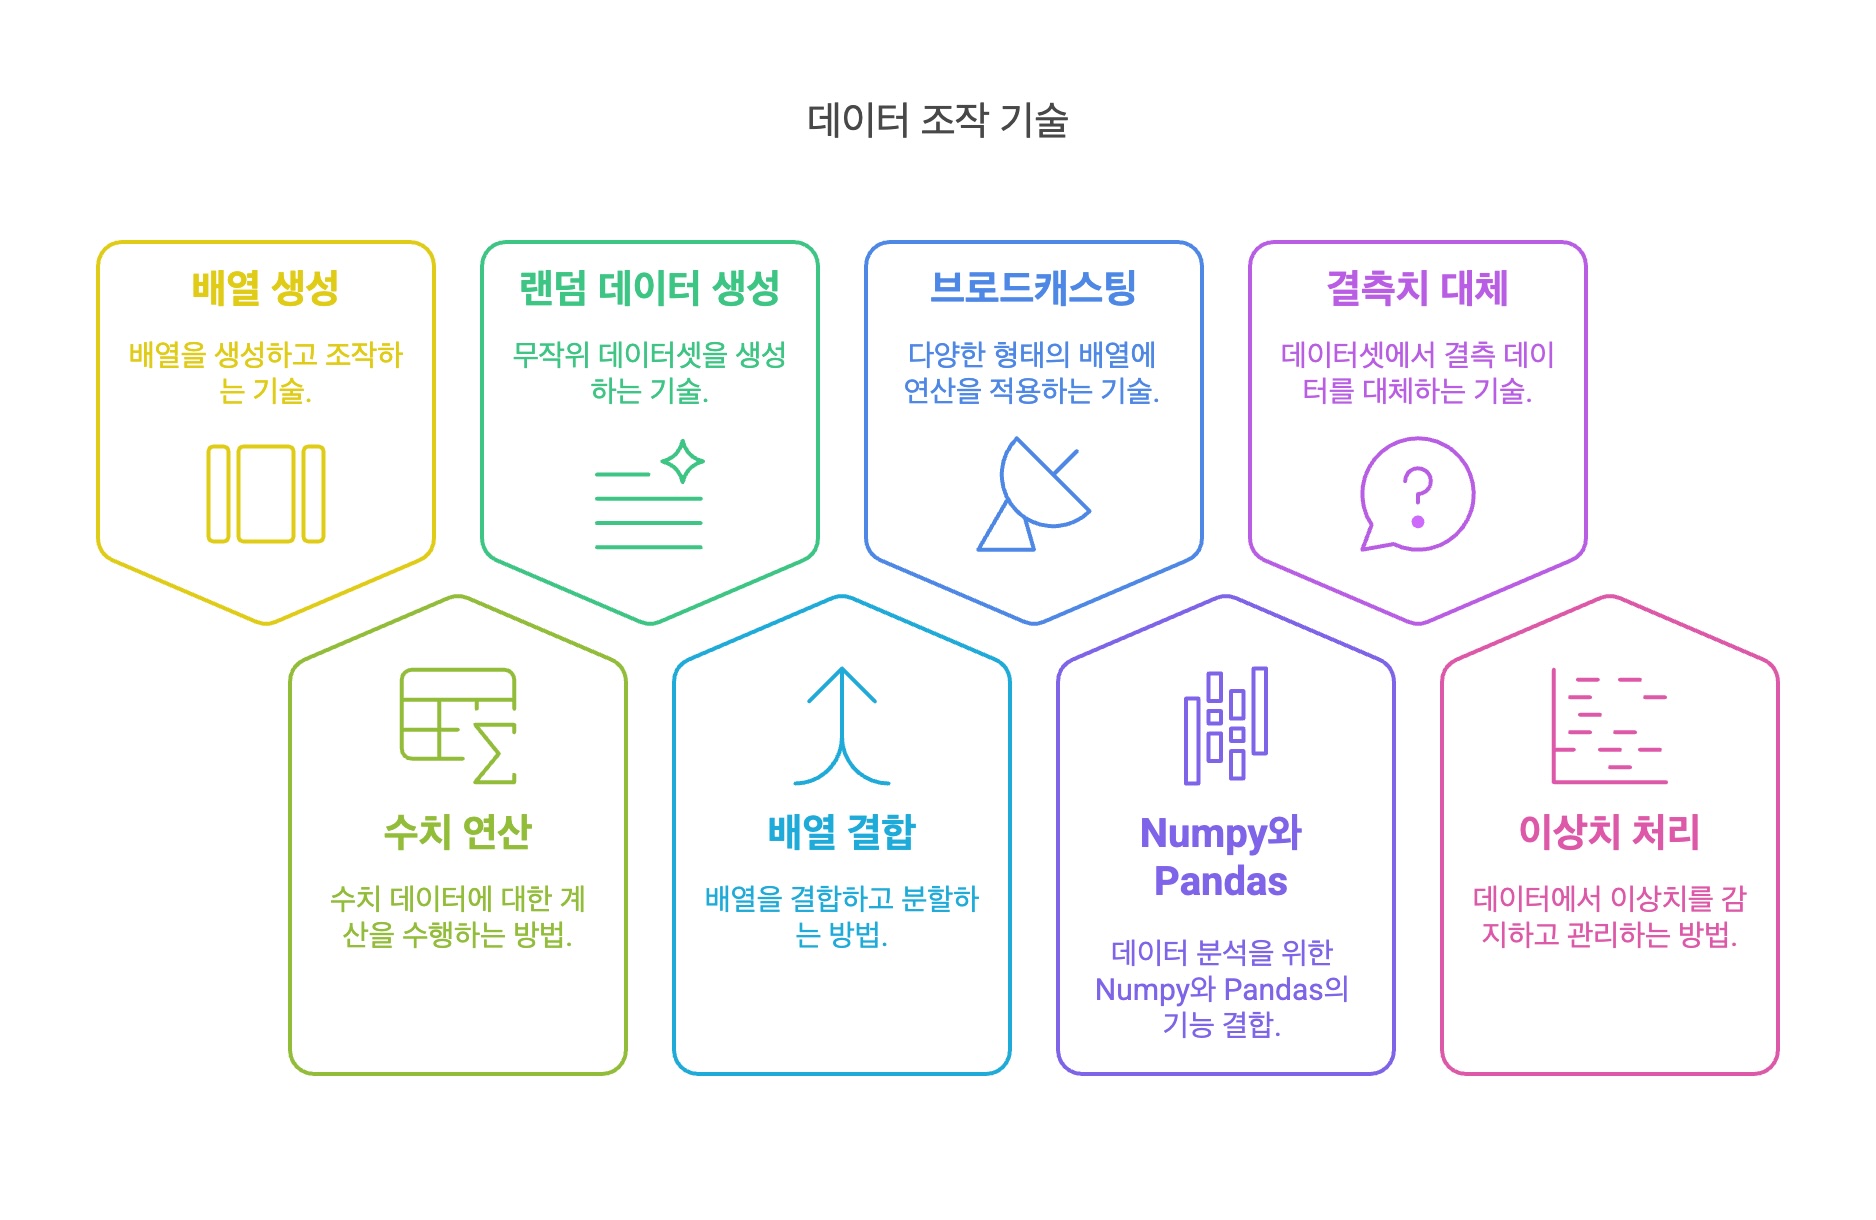 데이터 조작 기술
배열 생성
배열을 생성하고 조작하
는 기술.
랜덤 데이터 생성
무작위 데이터셋을 생성
하는 기술.
브로드캐스팅
다양한 형태의 배열에
연산을 적용하는 기술.
결측치 대체
데이터셋에서 결측 데이
터를 대체하는 기술.
?
수치 연산
수치 데이터에 대한 계
산을 수행하는 방법.
배열 결합
배열을 결합하고 분할하
는 방법.
Numpy와
Pandas
데이터 분석을 위한
Numpy와 Pandas의
기능 결합.
이상치 처리
데이터에서 이상치를 감
지하고 관리하는 방법.